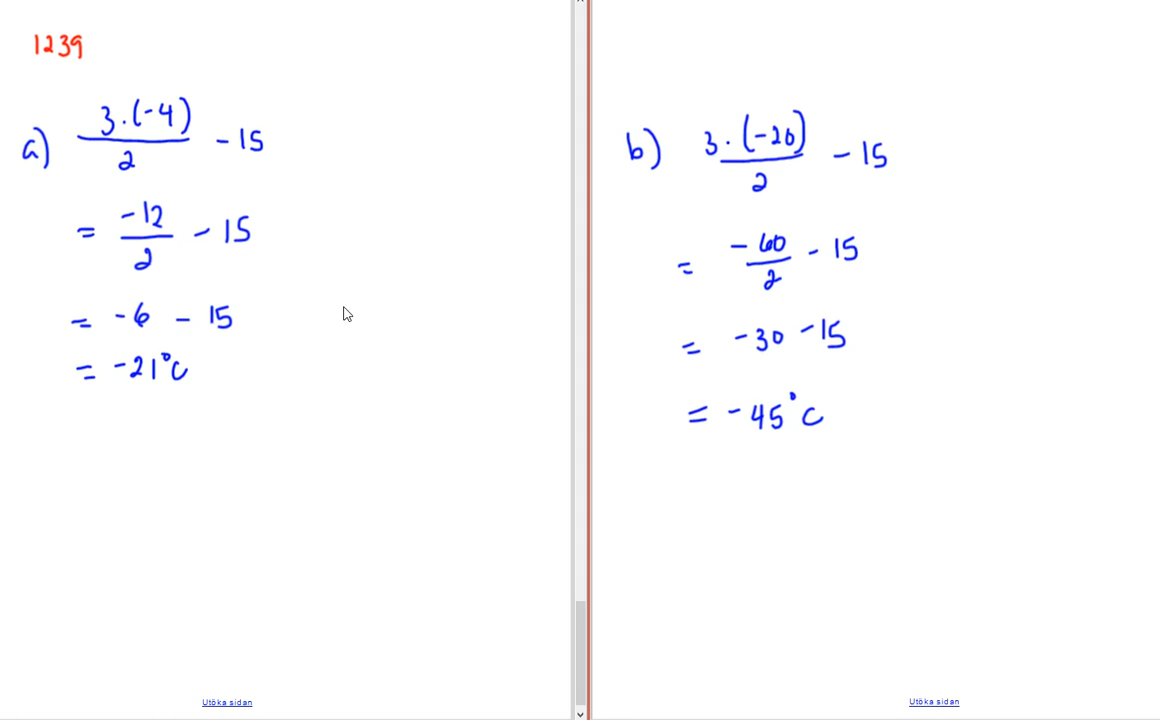 1239
a) 3·(-4)/2 - 15
= -12/2 - 15
= -6 - 15
= -21°C
Utöka sidan
b) 3·(-20)/2 - 15
= -60/2 - 15
= -30 - 15
= -45°C
Utöka sidan